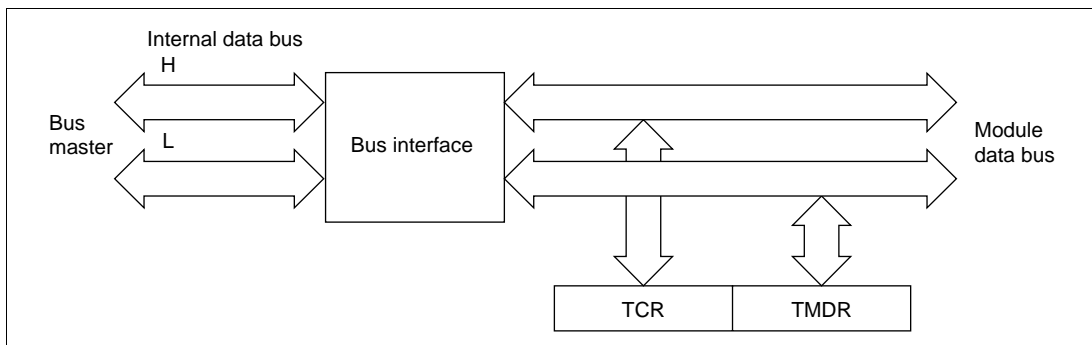 Internal data bus
H
Bus
master
L
Bus interface
Module
data bus
TCR
TMDR